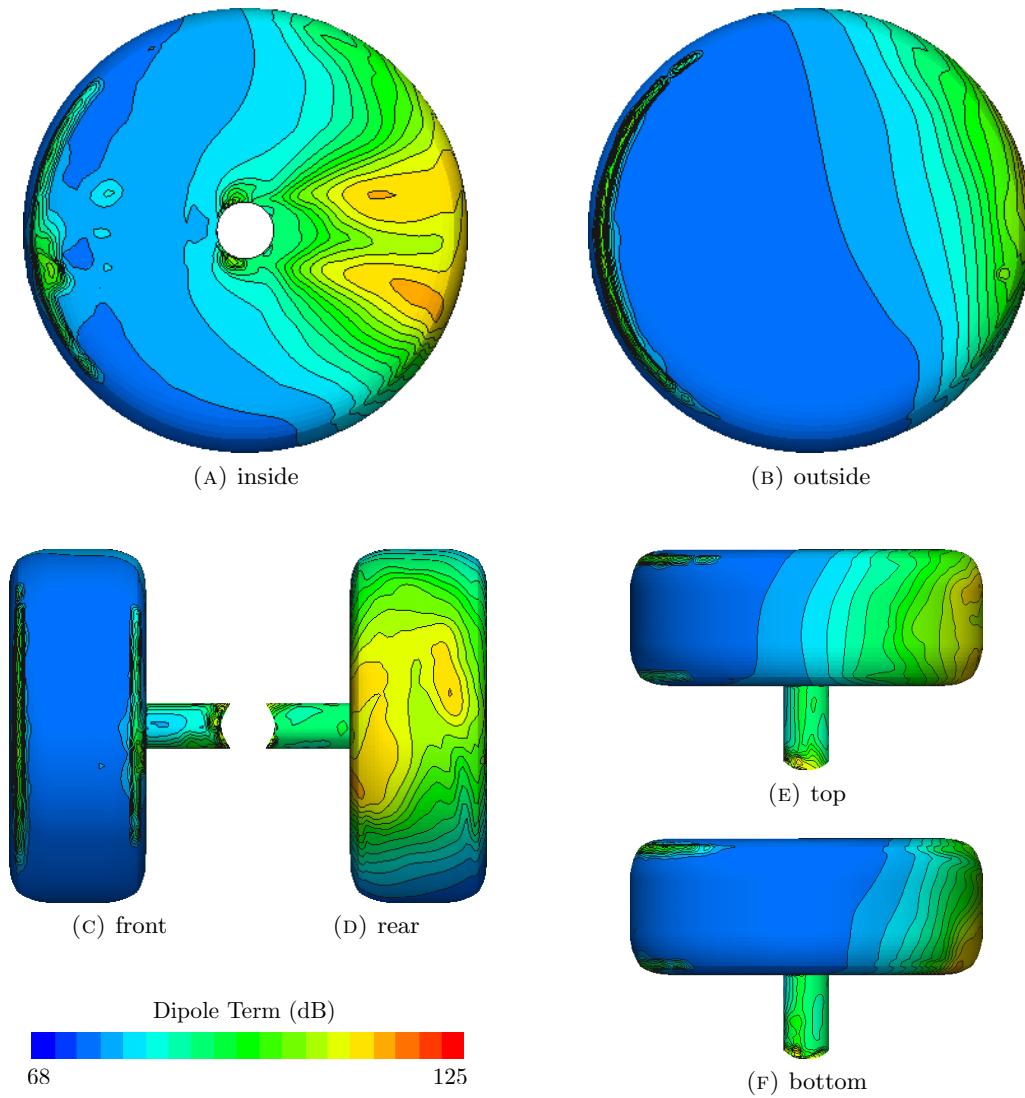 (A) inside
(B) outside
(C) front
(D) rear
(E) top
(F) bottom
Dipole Term (dB)
68
125